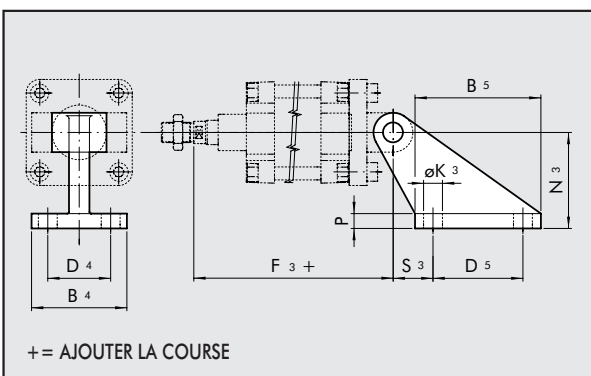 B 5
øK 3
N 3
P
D 4
F 3 +
S 3
D 5
B 4
+= AJOUTER LA COURSE